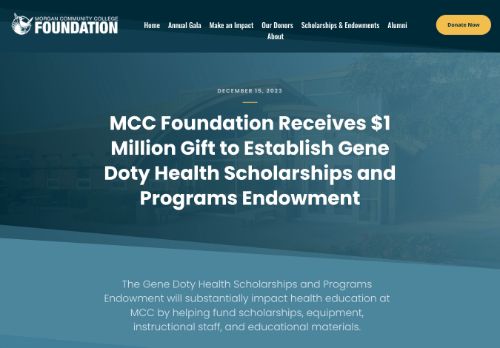 MORGAN COMMUNITY COLLEGE
FOUNDATION
Home Annual Gala Make an Impact Our Donors Scholarships & Endowments Alumni
About
Donate Now
DECEMBER 15, 2023
MCC Foundation Receives $1
Million Gift to Establish Gene
Doty Health Scholarships and
Programs Endowment
The Gene Doty Health Scholarships and Programs
Endowment will substantially impact health education at
MCC by helping fund scholarships, equipment,
instructional staff, and educational materials.